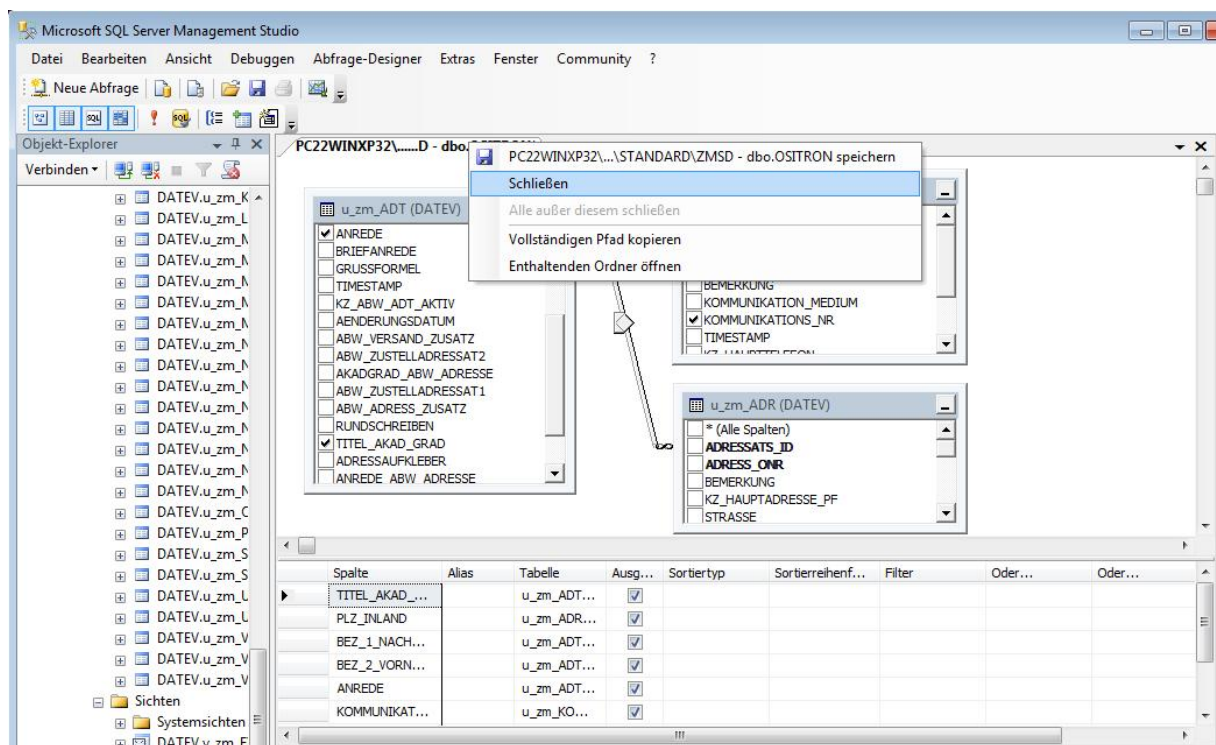 Microsoft SQL Server Management Studio
Datei Bearbeiten Ansicht Debuggen Abfrage-Designer Extras Fenster Community ?
Neue Abfrage
Objekt-Explorer
Verbinden
DATEV.u_zm_K
DATEV.u_zm_L
DATEV.u_zm_M
DATEV.u_zm_M
DATEV.u_zm_M
DATEV.u_zm_M
DATEV.u_zm_M
DATEV.u_zm_N
DATEV.u_zm_N
DATEV.u_zm_N
DATEV.u_zm_N
DATEV.u_zm_N
DATEV.u_zm_N
DATEV.u_zm_N
DATEV.u_zm_N
DATEV.u_zm_C
DATEV.u_zm_P
DATEV.u_zm_S
DATEV.u_zm_S
DATEV.u_zm_U
DATEV.u_zm_U
DATEV.u_zm_V
DATEV.u_zm_V
DATEV.u_zm_V
Sichten
Systemsichten
PC22WINXP32\......D - dbo.OSITRON
PC22WINXP32\...\STANDARD\ZMSD - dbo.OSITRON speichern
Schließen
Alle außer diesem schließen
Vollständigen Pfad kopieren
Enthaltenden Ordner öffnen
u_zm_ADT (DATEV)
ANREDE
BRIEFANREDE
GRUSSFORMEL
TIMESTAMP
KZ_ABW_ADT_AKTIV
AENDERUNGSDATUM
ABW_VERSAND_ZUSATZ
ABW_ZUSTELLADRESSAT2
AKADGRAD_ABW_ADRESSE
ABW_ZUSTELLADRESSAT1
ABW_ADRESS_ZUSATZ
RUNDSCHREIBEN
TITEL_AKAD_GRAD
ADRESSAUFKLEBER
ANREDE_ABW_ADRESSE
BEMERKUNG
KOMMUNIKATION_MEDIUM
KOMMUNIKATIONS_NR
TIMESTAMP
KZ_HAUPTTELEFON
u_zm_ADR (DATEV)
* (Alle Spalten)
ADRESSATS_ID
ADRESS_ONR
BEMERKUNG
KZ_HAUPTADRESSE_PF
STRASSE
Spalte Alias Tabelle Ausg... Sortiertyp Sortierreihenf... Filter Oder... Oder...
TITEL_AKAD_... u_zm_ADT...
PLZ_INLAND u_zm_ADR...
BEZ_1_NACH... u_zm_ADT...
BEZ_2_VORN... u_zm_ADT...
ANREDE u_zm_ADT...
KOMMUNIKAT... u_zm_KO...